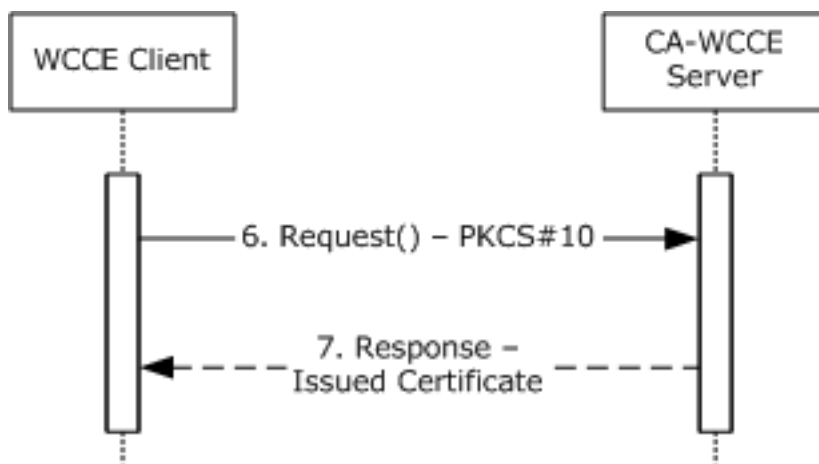 WCCE Client
CA-WCCE
Server
6. Request() – PKCS#10
7. Response –
Issued Certificate